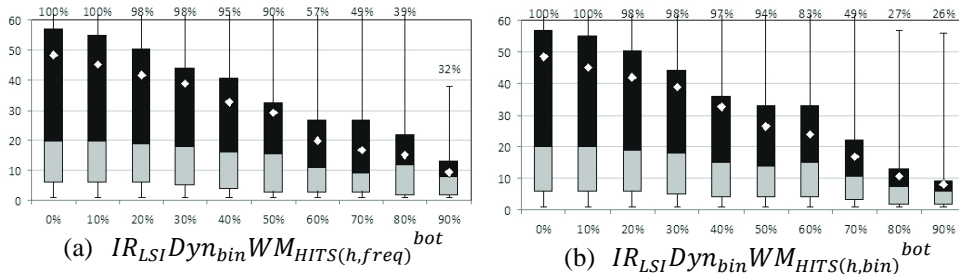 100% 100% 98% 98% 95% 90% 57% 49% 39% 32%
60
50
40
30
20
10
0
0% 10% 20% 30% 40% 50% 60% 70% 80% 90%
(a) IR_LSI Dyn_bin WM_HITS(h,freq)^bot
100% 100% 98% 98% 97% 94% 83% 49% 27% 26%
60
50
40
30
20
10
0
0% 10% 20% 30% 40% 50% 60% 70% 80% 90%
(b) IR_LSI Dyn_bin WM_HITS(h,bin)^bot